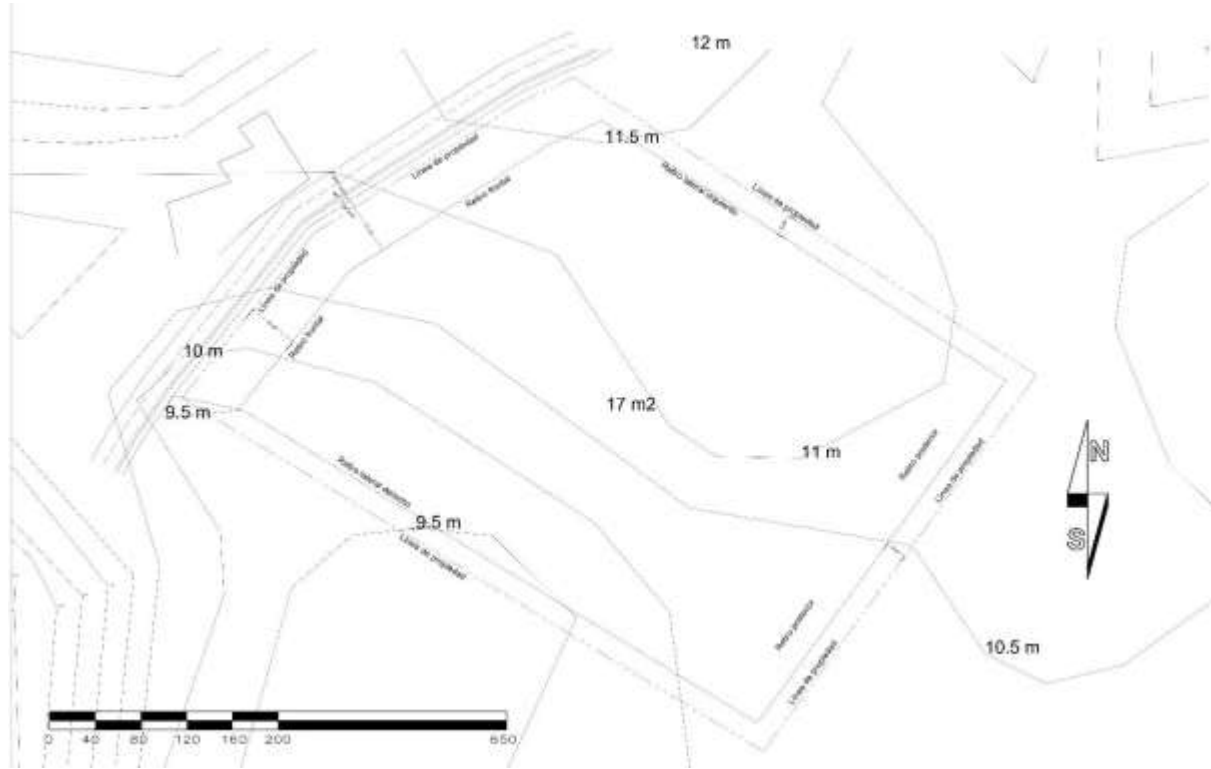 12 m
11.5 m
Línea de propiedad
Retiro frontal
Retiro lateral izquierdo
Línea de propiedad
Línea de propiedad
Retiro frontal
10 m
9.5 m
17 m2
11 m
Retiro posterior
Línea de propiedad
N
S
Retiro lateral derecho
9.5 m
Línea de propiedad
Retiro posterior
Línea de propiedad
10.5 m
0 40 80 120 160 200 650